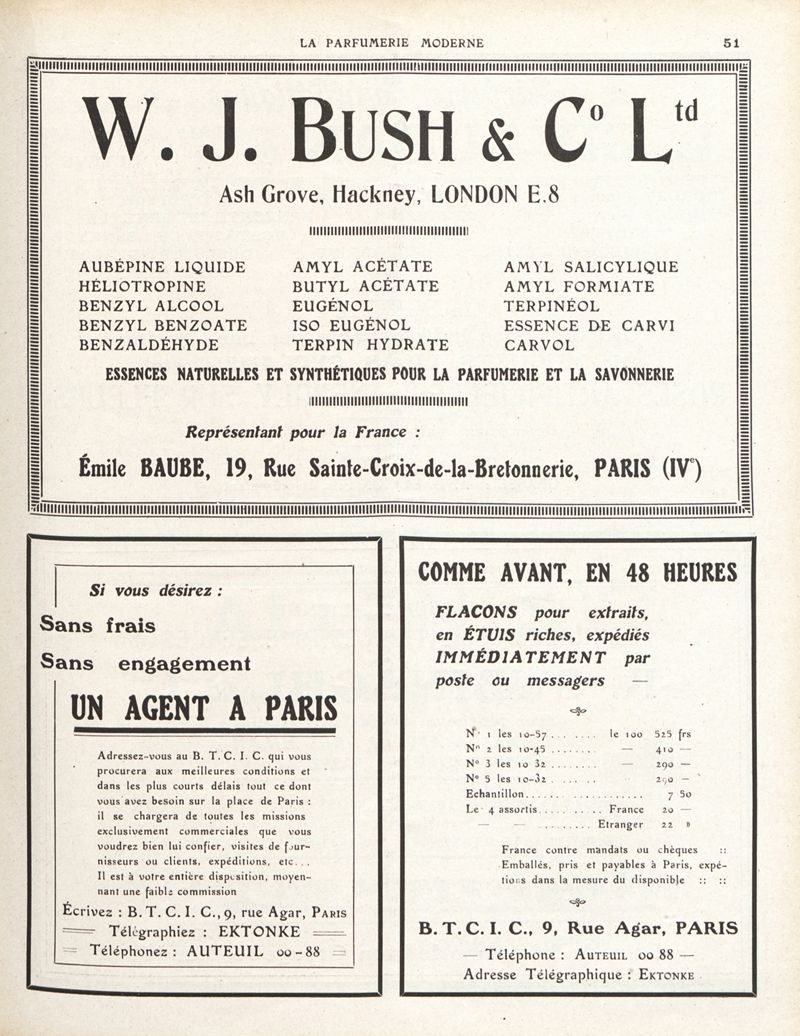 LA PARFUMERIE MODERNE 51
W. J. BUSH & Co Ltd
Ash Grove, Hackney, LONDON E.8
AUBÉPINE LIQUIDE AMYL ACÉTATE AMYL SALICYLIQUE
HÉLIOTROPINE BUTYL ACÉTATE AMYL FORMIATE
BENZYL ALCOOL EUGÉNOL TERPINÉOL
BENZYL BENZOATE ISO EUGÉNOL ESSENCE DE CARVI
BENZALDÉHYDE TERPIN HYDRATE CARVOL
ESSENCES NATURELLES ET SYNTHÉTIQUES POUR LA PARFUMERIE ET LA SAVONNERIE
Représentant pour la France :
Émile BAUBE, 19, Rue Sainte-Croix-de-la-Bretonnerie, PARIS (IVe)
Si vous désirez :
Sans frais
Sans engagement
UN AGENT A PARIS
Adressez-vous au B. T. C. I. C. qui vous
procurera aux meilleures conditions et
dans les plus courts délais tout ce dont
vous avez besoin sur la place de Paris :
il se chargera de toutes les missions
exclusivement commerciales que vous
voudrez bien lui confier, visites de four-
nisseurs ou clients, expéditions, etc...
Il est à votre entière disposition, moyen-
nant une faible commission
Écrivez : B. T. C. I. C., 9, rue Agar, PARIS
Télégraphiez : EKTONKE
Téléphonez : AUTEUIL 00-88
COMME AVANT, EN 48 HEURES
FLACONS pour extraits,
en ÉTUIS riches, expédiés
IMMÉDIATEMENT par
poste ou messagers —
N° 1 les 10-57...... le 100 525 frs
N° 2 les 10-45........ — 410 —
N° 3 les 10 32........ — 290 —
N° 5 les 10-32...... — 290 —
Echantillon..................... 7 50
Le 4 assortis........... France 20 —
— — .......... Etranger 22 »
France contre mandats ou chèques ::
Emballés, pris et payables à Paris, expé-
tions dans la mesure du disponible :: ::
B. T. C. I. C., 9, Rue Agar, PARIS
— Téléphone : AUTEUIL 00 88 —
Adresse Télégraphique : EKTONKE